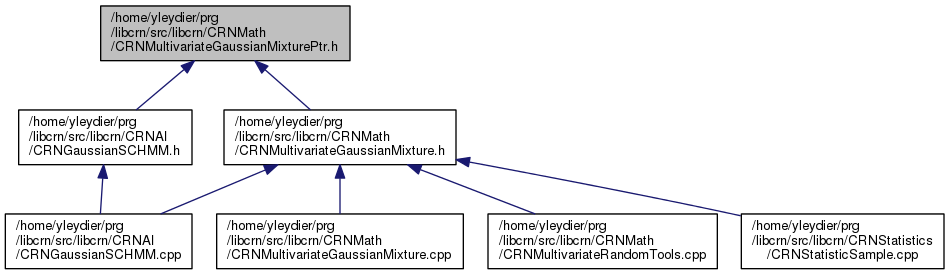 /home/yleydier/prg
/libcrn/src/libcrn/CRNMath
/CRNMultivariateGaussianMixturePtr.h
/home/yleydier/prg
/libcrn/src/libcrn/CRNAI
/CRNGaussianSCHMM.h
/home/yleydier/prg
/libcrn/src/libcrn/CRNMath
/CRNMultivariateGaussianMixture.h
/home/yleydier/prg
/libcrn/src/libcrn/CRNAI
/CRNGaussianSCHMM.cpp
/home/yleydier/prg
/libcrn/src/libcrn/CRNMath
/CRNMultivariateGaussianMixture.cpp
/home/yleydier/prg
/libcrn/src/libcrn/CRNMath
/CRNMultivariateRandomTools.cpp
/home/yleydier/prg
/libcrn/src/libcrn/CRNStatistics
/CRNStatisticSample.cpp